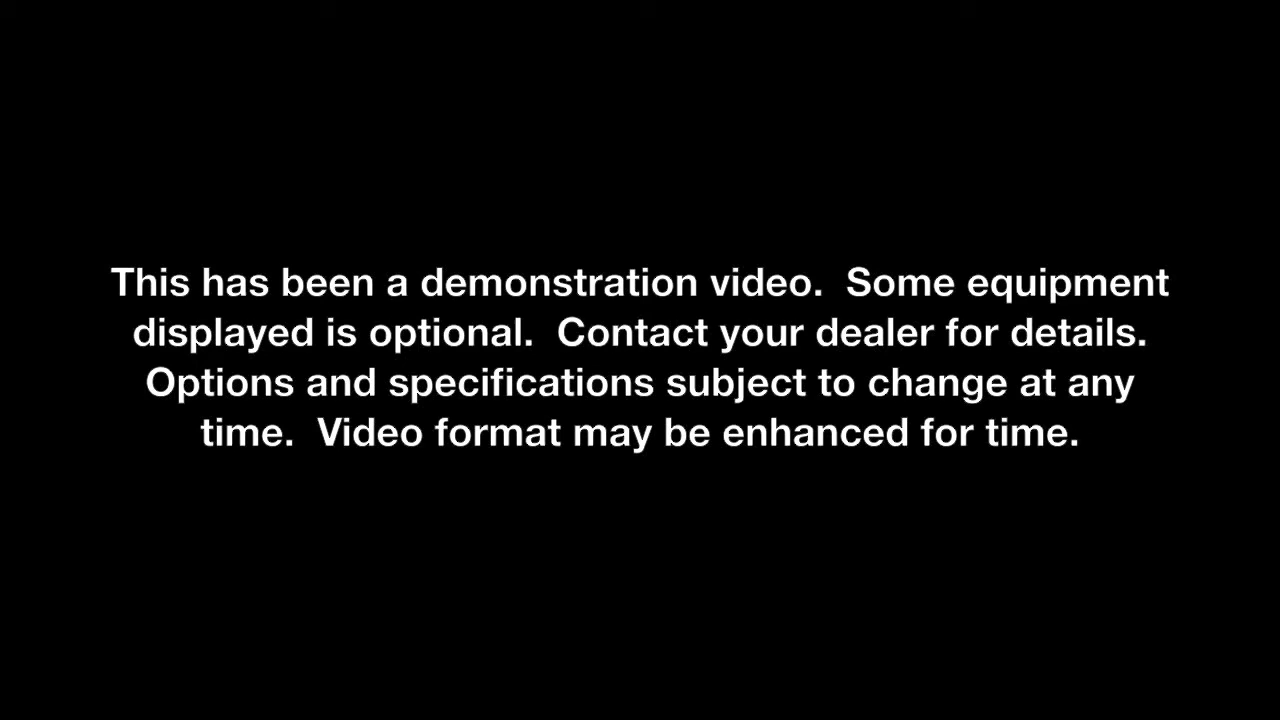 This has been a demonstration video.  Some equipment
displayed is optional.  Contact your dealer for details.
Options and specifications subject to change at any
time.  Video format may be enhanced for time.